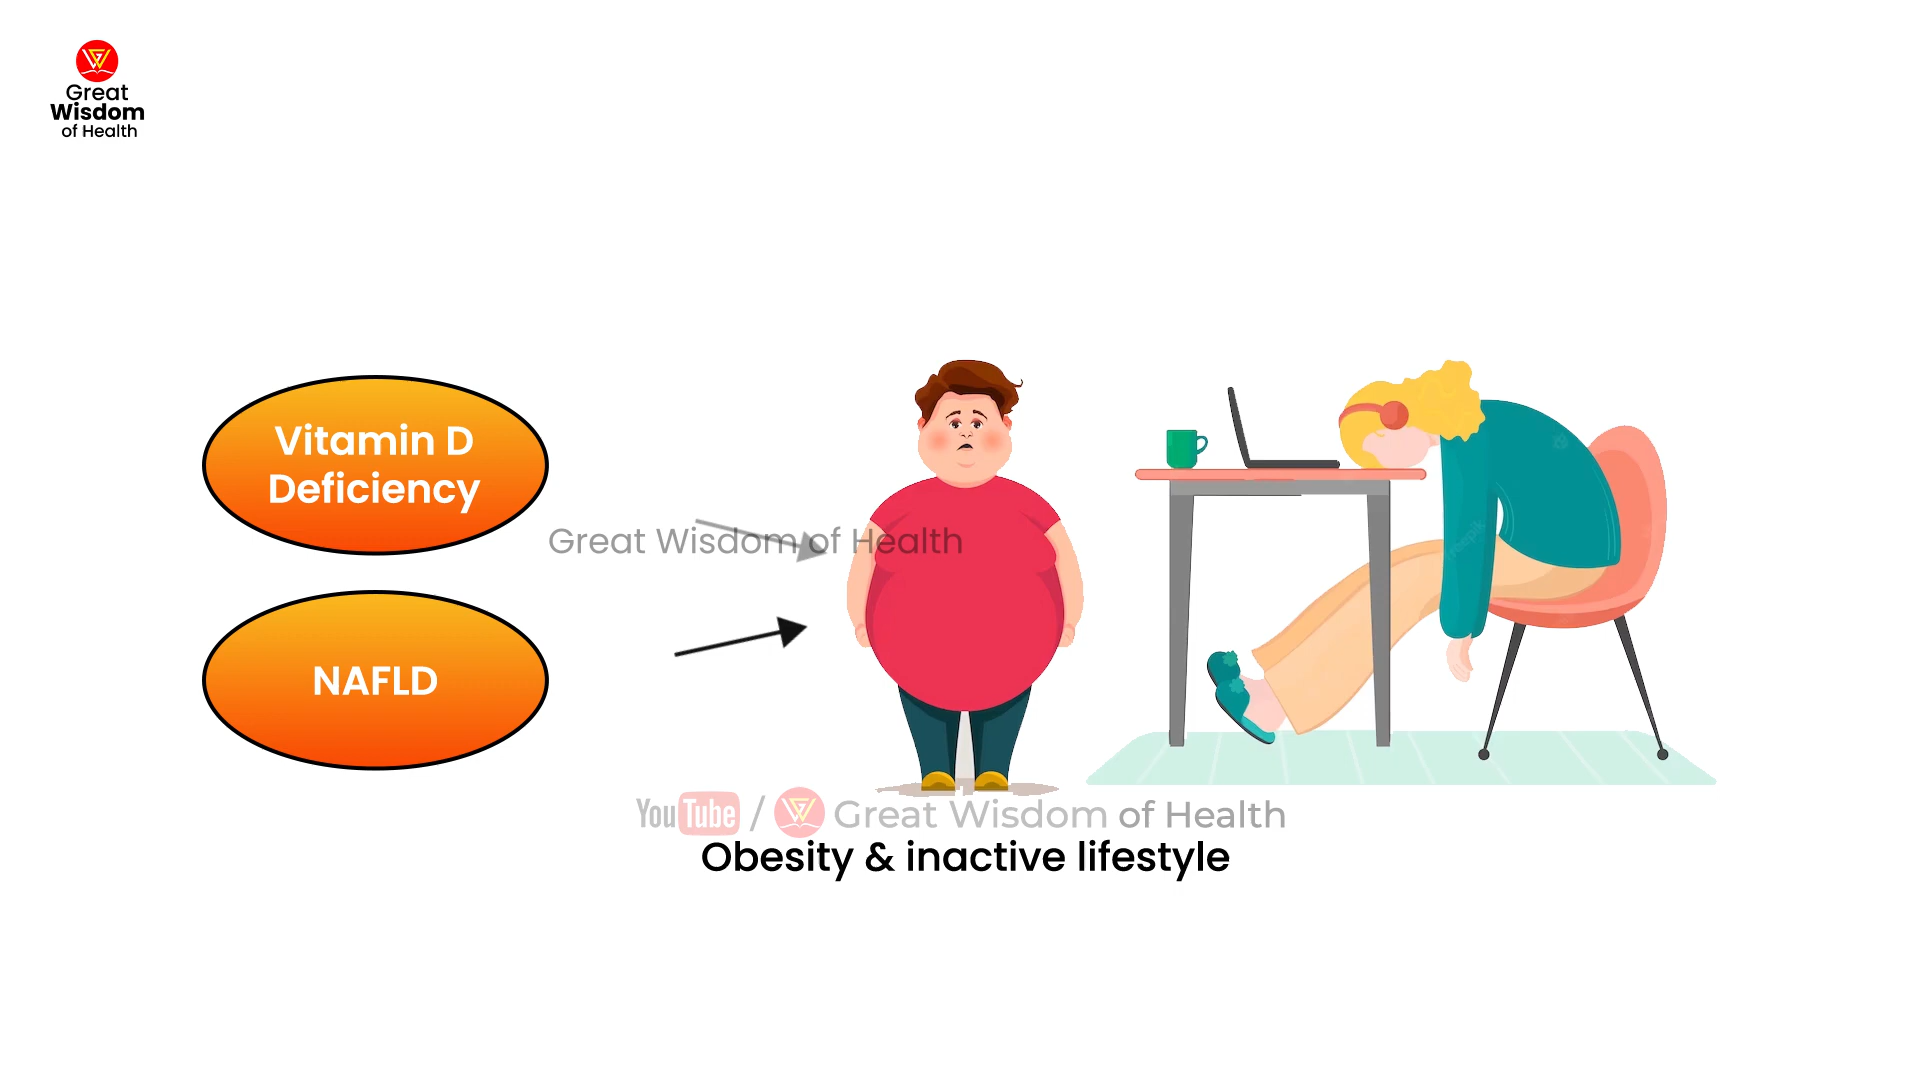 Great
Wisdom
of Health
Vitamin D
Deficiency
Great Wisdom of Health
NAFLD
YouTube / Great Wisdom of Health
Obesity & inactive lifestyle